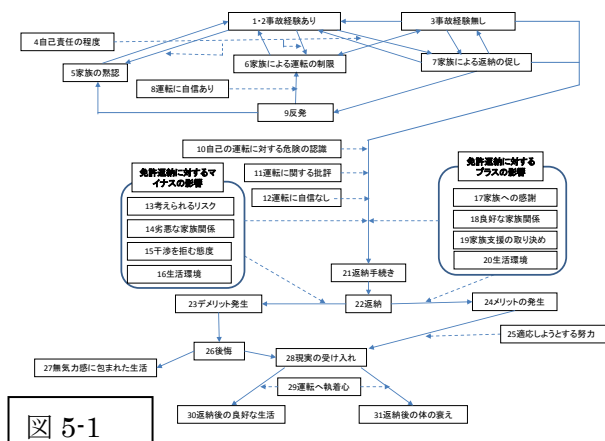 1・2事故経験あり
3事故経験無し
4自己責任の程度
5家族の黙認
6家族による運転の制限
7家族による返納の促し
8運転に自信あり
9反発
10自己の運転に対する危険の認識
11運転に関する批評
12運転に自信なし
免許返納に対するマ
イナスの影響
13考えられるリスク
14劣悪な家族関係
15干渉を拒む態度
16生活環境
免許返納に対する
プラスの影響
17家族への感謝
18良好な家族関係
19家族支援の取り決め
20生活環境
21返納手続き
22返納
23デメリット発生
24メリットの発生
25適応しようとする努力
26後悔
27無気力感に包まれた生活
28現実の受け入れ
29運転へ執着心
30返納後の良好な生活
31返納後の体の衰え
図 5-1